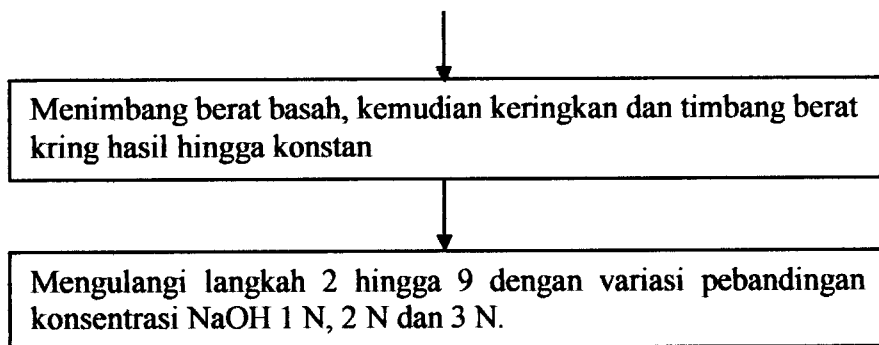 Menimbang berat basah, kemudian keringkan dan timbang berat
kring hasil hingga konstan
Mengulangi langkah 2 hingga 9 dengan variasi pebandingan
konsentrasi NaOH 1 N, 2 N dan 3 N.